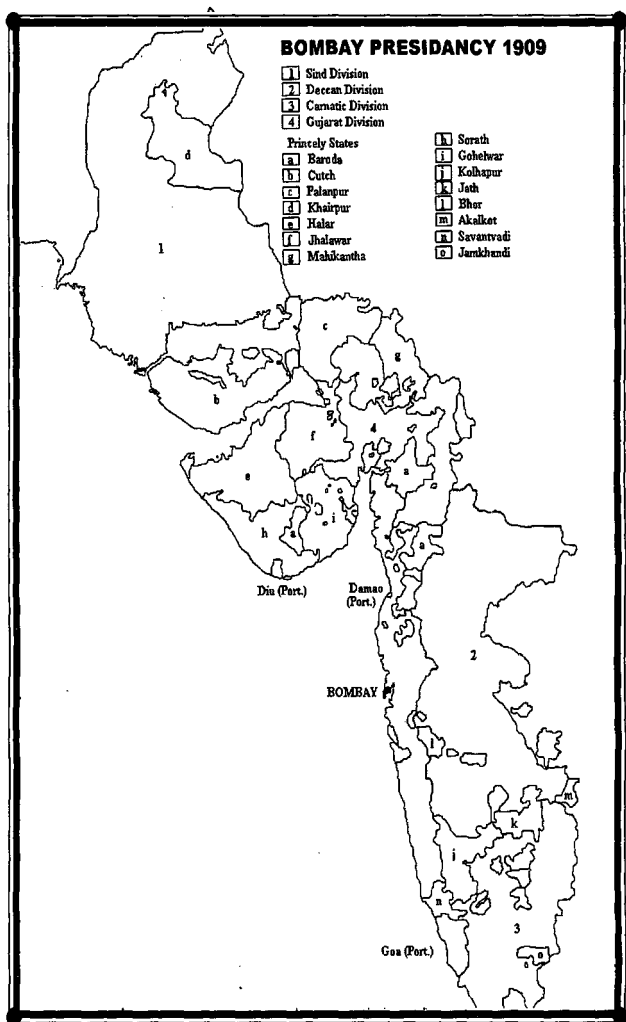 BOMBAY PRESIDANCY 1909
1 Sind Division
2 Deccan Division
3 Carnatic Division
4 Gujarat Division
Princely States
a Baroda
b Cutch
c Palanpur
d Khairpur
e Halar
f Jhalawar
g Mahikantha
h Sorath
i Gohelwar
j Kolhapur
k Jath
l Bhor
m Akalkot
n Savantvadi
o Jamkhandi
d
1
c
g
b
4
f
a
e
i
h
a
a
Diu (Port.)
Damao
(Port.)
2
BOMBAY
l
m
k
j
n
3
Goa (Port.)
o